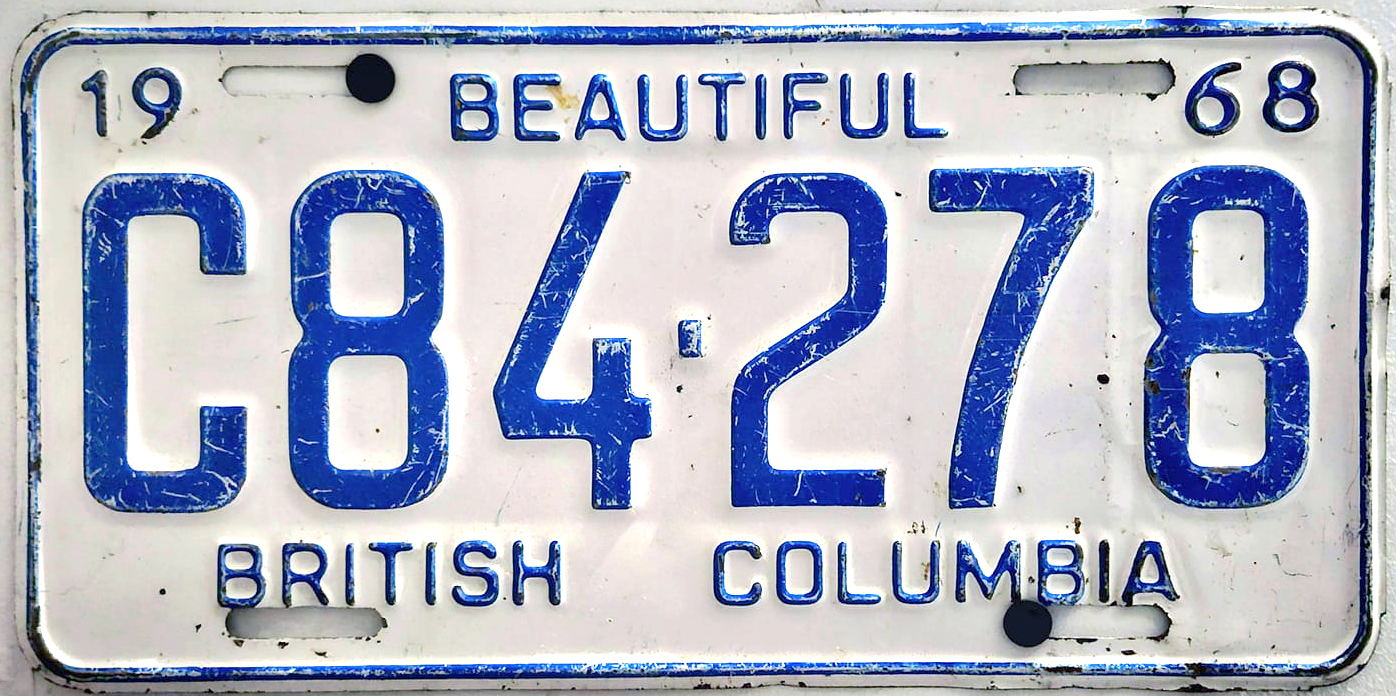 19 BEAUTIFUL 68
C84·278
BRITISH COLUMBIA